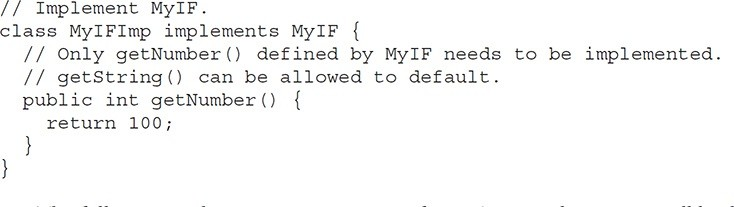 // Implement MyIF.
class MyIFImp implements MyIF {
  // Only getNumber() defined by MyIF needs to be implemented.
  // getString() can be allowed to default.
  public int getNumber() {
    return 100;
  }
}